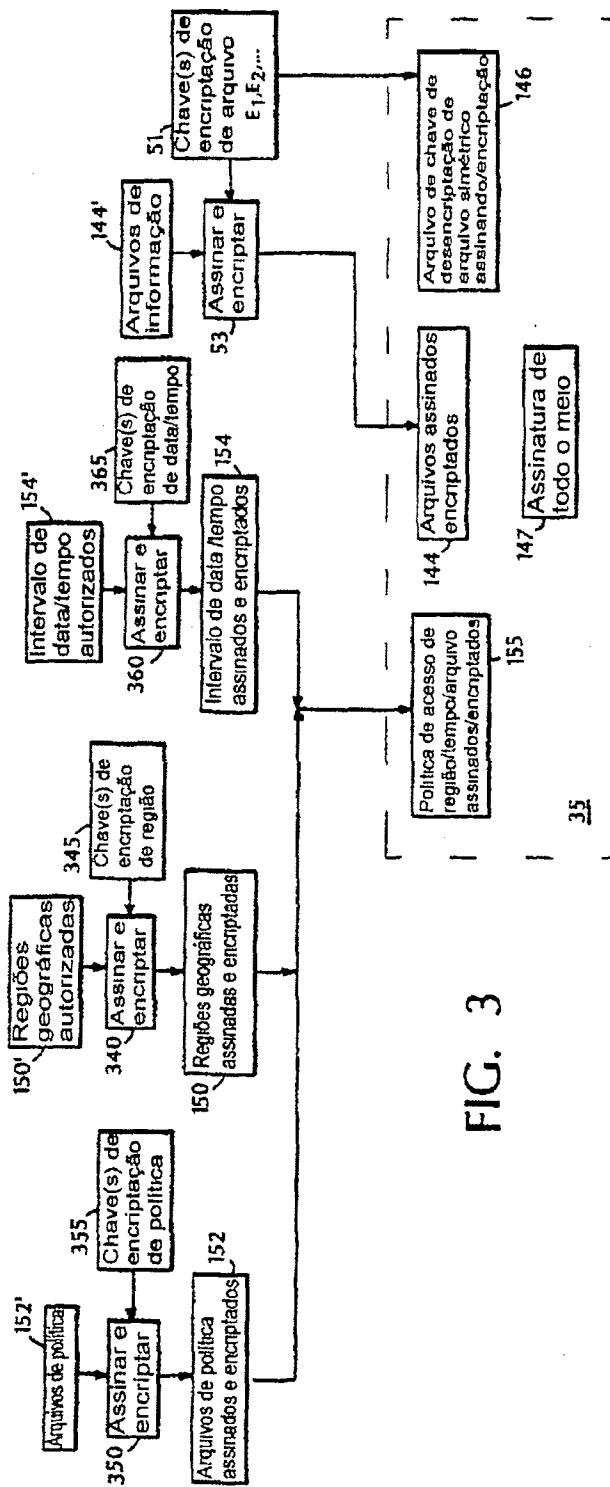 152'
Arquivos de política
355
Chave(s) de
encriptação
de política
Assinar e
encriptar
350
152
Arquivos de política
assinados e encriptados
150'
Regiões
geográficas
autorizadas
345
Chave(s) de
encriptação
de região
Assinar e
encriptar
340
150
Regiões geográficas
assinadas e encriptadas
154'
Intervalo de
data/tempo
autorizados
365
Chave(s) de
encriptação
de data/tempo
Assinar e
encriptar
360
154
Intervalo de data /tempo
assinados e encriptados
144'
Arquivos de
informação
51
Chave(s) de
encriptação
de arquivo
E1,E2,...
Assinar e
encriptar
53
Política de acesso de
região/tempo/arquivo
assinados/encriptados
155
35
144
Arquivos assinados
encriptados
147
Assinatura de
todo o meio
Arquivo de chave de
desencriptação de
arquivo simétrico
assinando/encriptação
146
FIG. 3